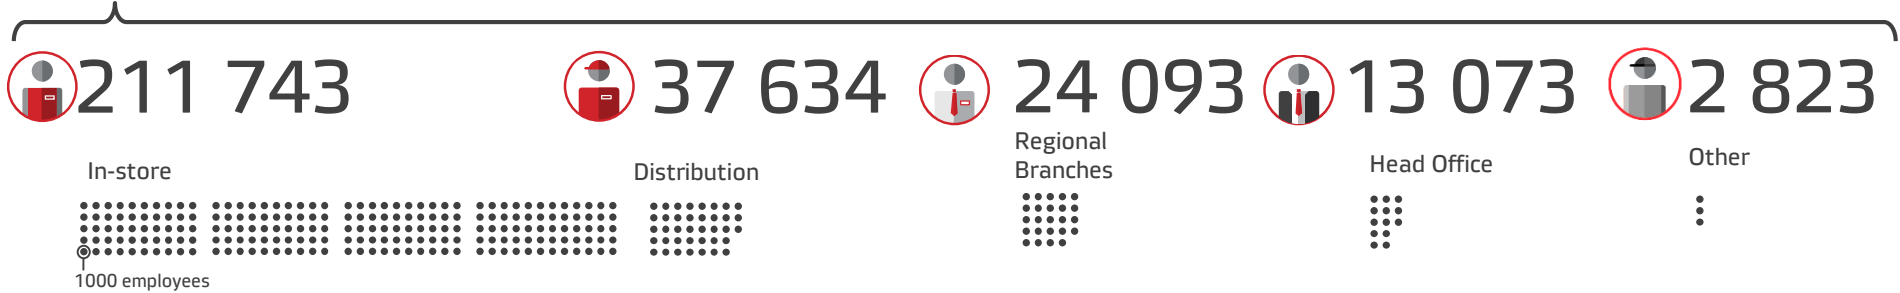 211 743
37 634
24 093
13 073
2 823
In-store
Distribution
Regional
Branches
Head Office
Other
1000 employees